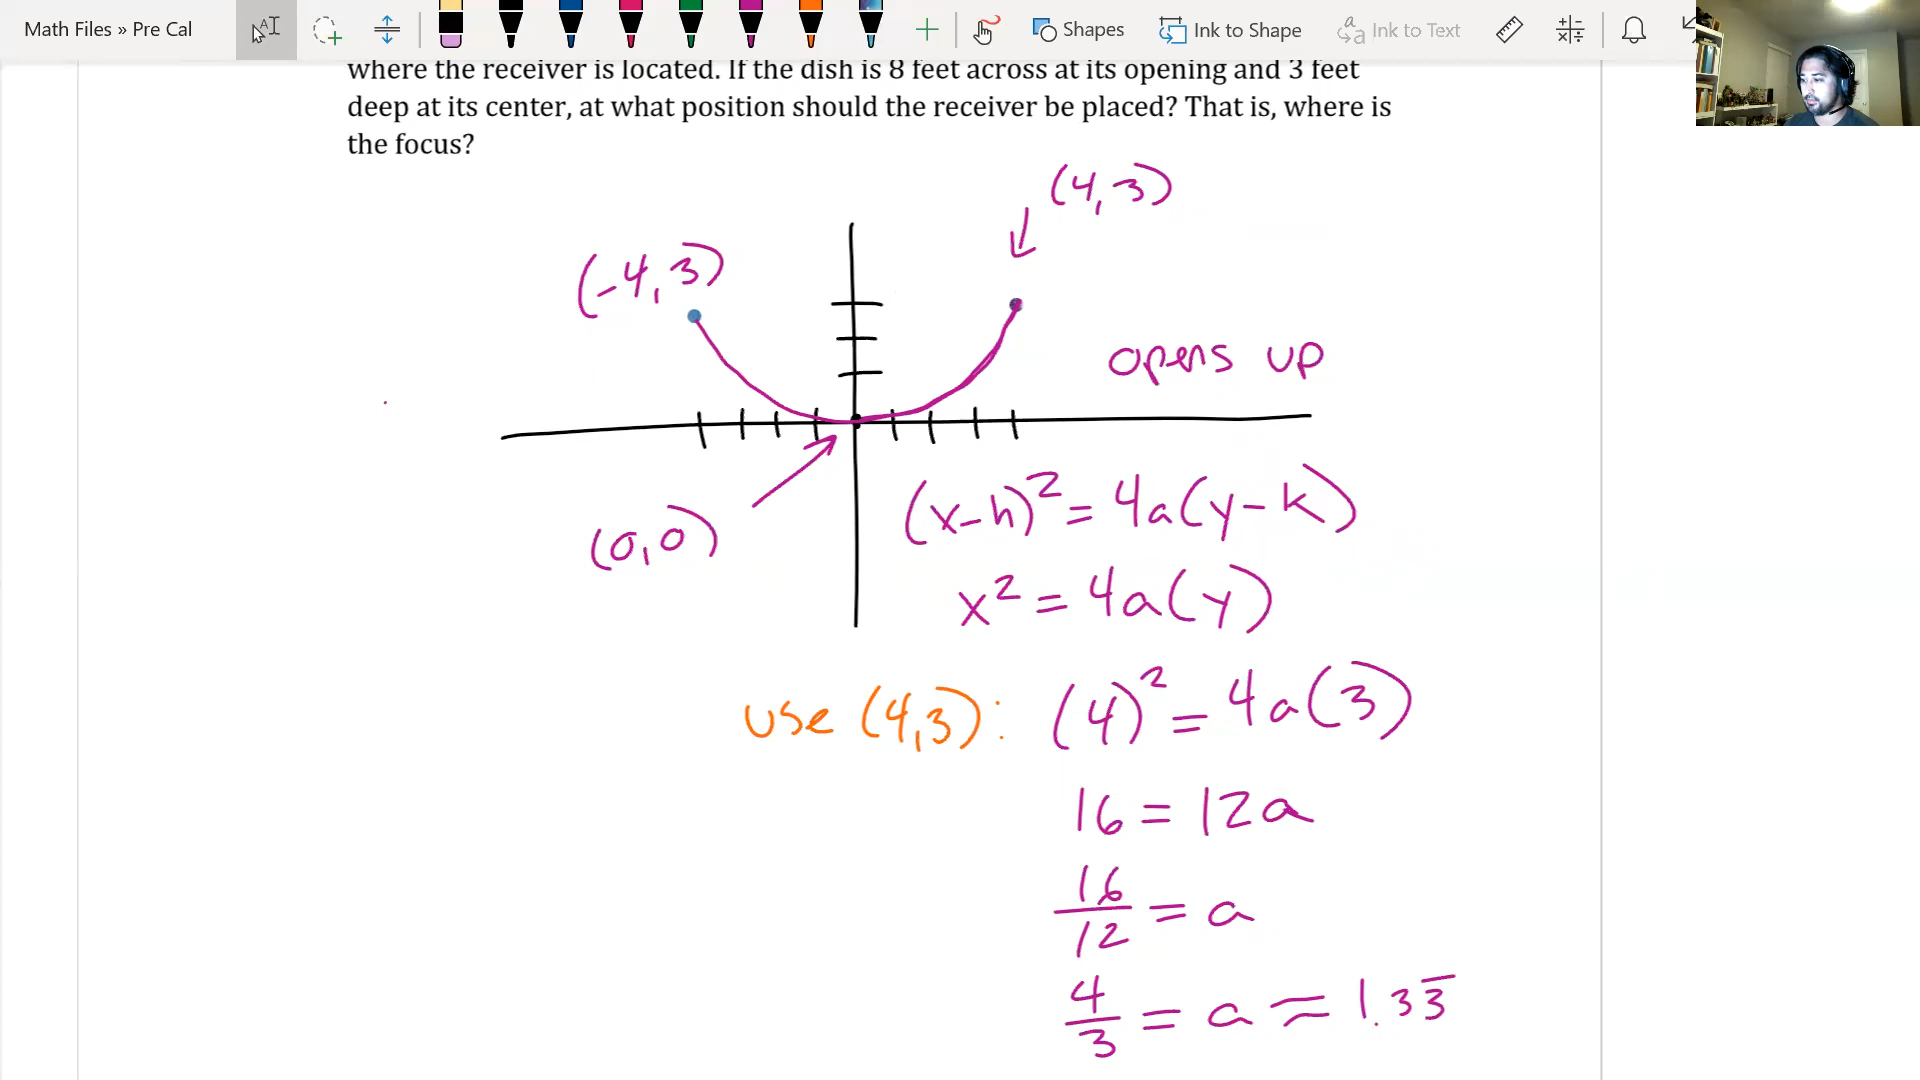 Math Files » Pre Cal
Shapes
Ink to Shape
Ink to Text
where the receiver is located. If the dish is 8 feet across at its opening and 3 feet
deep at its center, at what position should the receiver be placed? That is, where is
the focus?
(4,3)
(-4,3)
opens up
(0,0)
(x-h)² = 4a(y-k)
x² = 4a(y)
use (4,3): (4)² = 4a(3)
16 = 12a
16/12 = a
4/3 = a ≈ 1.33̅